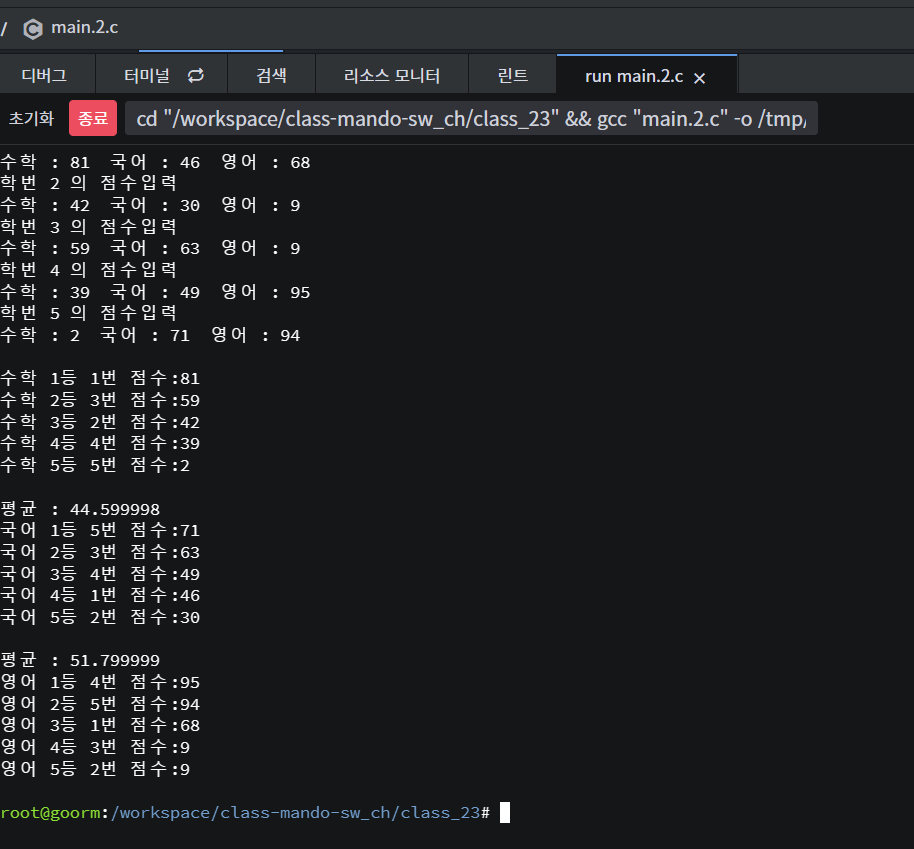 / main.2.c
디버그 터미널 검색 리소스 모니터 린트 run main.2.c ×
초기화 종료 cd "/workspace/class-mando-sw_ch/class_23" && gcc "main.2.c" -o /tmp/
수학 : 81 국어 : 46 영어 : 68
학번 2 의 점수입력
수학 : 42 국어 : 30 영어 : 9
학번 3 의 점수입력
수학 : 59 국어 : 63 영어 : 9
학번 4 의 점수입력
수학 : 39 국어 : 49 영어 : 95
학번 5 의 점수입력
수학 : 2 국어 : 71 영어 : 94
수학 1등 1번 점수:81
수학 2등 3번 점수:59
수학 3등 2번 점수:42
수학 4등 4번 점수:39
수학 5등 5번 점수:2
평균 : 44.599998
국어 1등 5번 점수:71
국어 2등 3번 점수:63
국어 3등 4번 점수:49
국어 4등 1번 점수:46
국어 5등 2번 점수:30
평균 : 51.799999
영어 1등 4번 점수:95
영어 2등 5번 점수:94
영어 3등 1번 점수:68
영어 4등 3번 점수:9
영어 5등 2번 점수:9
root@goorm:/workspace/class-mando-sw_ch/class_23#